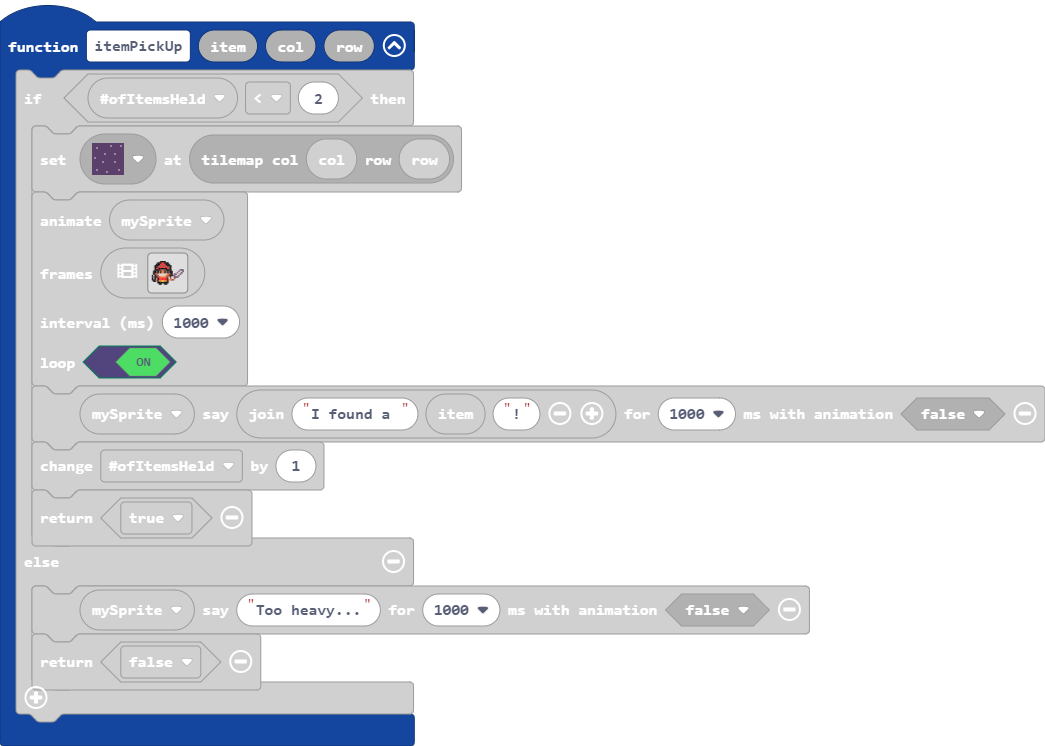 function itemPickUp item col row
if #ofItemsHeld < 2 then
set at tilemap col col row row
animate mySprite
frames
interval (ms) 1000
loop ON
mySprite say join "I found a " item "!" for 1000 ms with animation false
change #ofItemsHeld by 1
return true
else
mySprite say "Too heavy..." for 1000 ms with animation false
return false